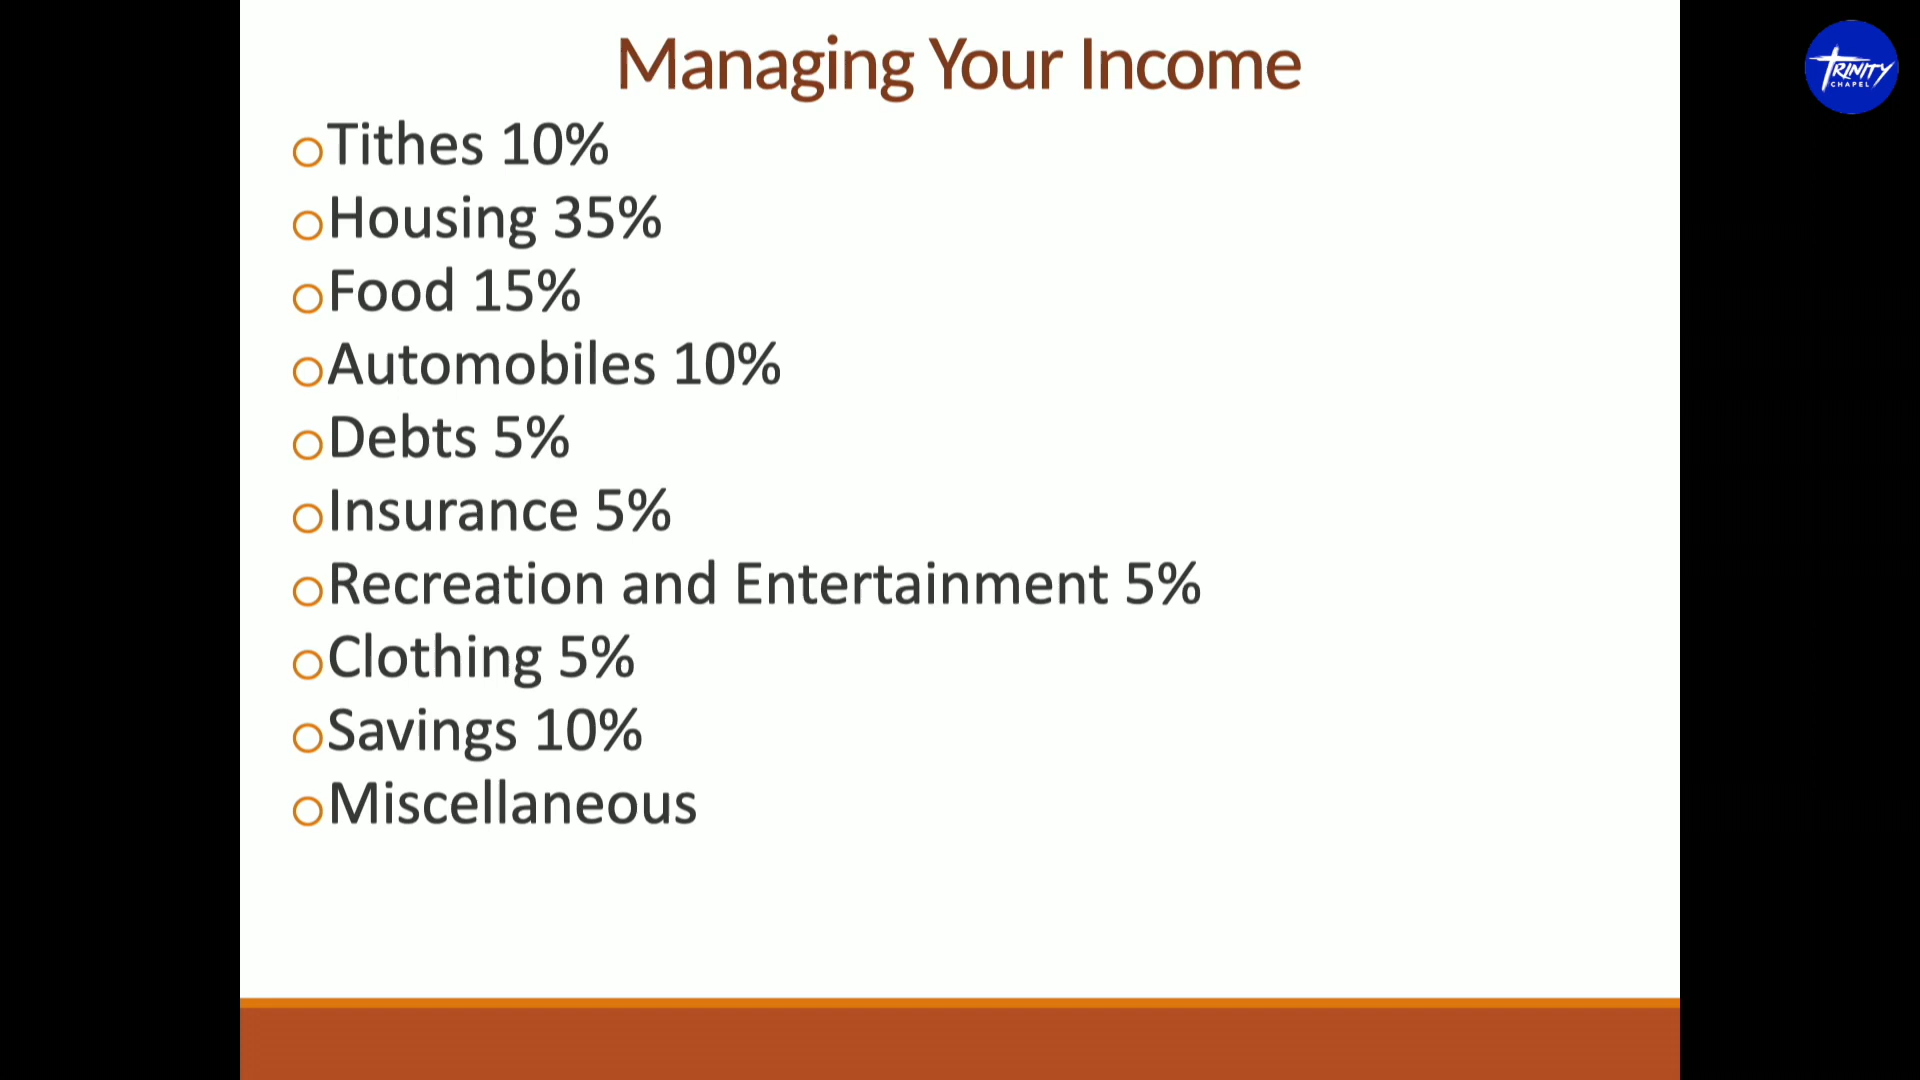 Managing Your Income
TRINITY
CHAPEL
Tithes 10%
Housing 35%
Food 15%
Automobiles 10%
Debts 5%
Insurance 5%
Recreation and Entertainment 5%
Clothing 5%
Savings 10%
Miscellaneous